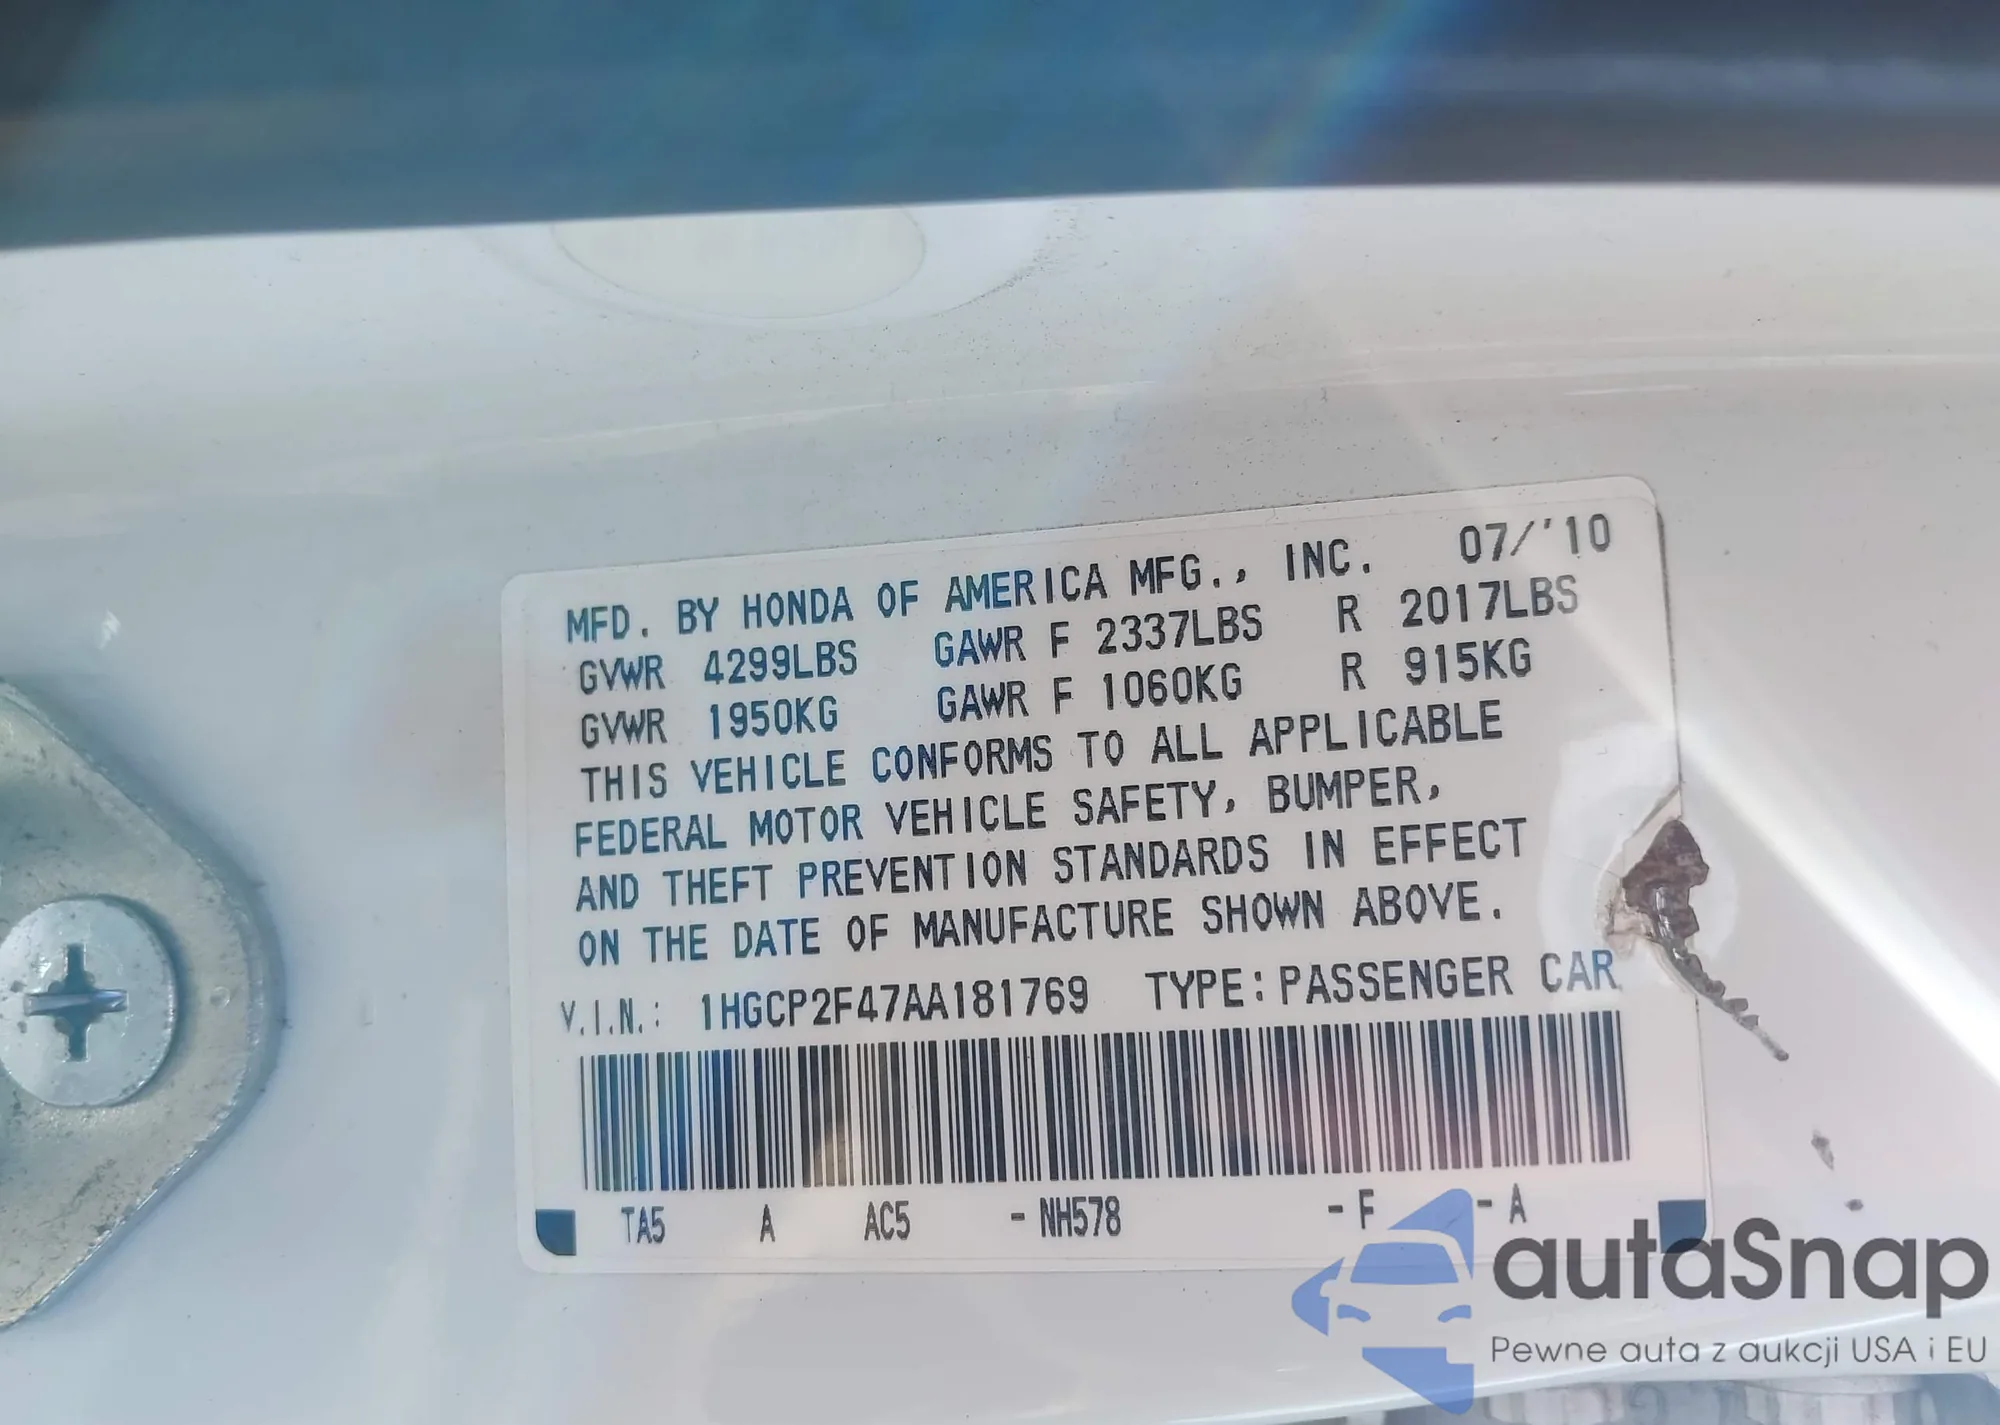 MFD. BY HONDA OF AMERICA MFG., INC. 07/'10
GVWR 4299LBS GAWR F 2337LBS R 2017LBS
GVWR 1950KG GAWR F 1060KG R 915KG
THIS VEHICLE CONFORMS TO ALL APPLICABLE
FEDERAL MOTOR VEHICLE SAFETY, BUMPER,
AND THEFT PREVENTION STANDARDS IN EFFECT
ON THE DATE OF MANUFACTURE SHOWN ABOVE.
V.I.N.: 1HGCP2F47AA181769 TYPE:PASSENGER CAR
TA5 A AC5 -NH578 -F -A
autaSnap
Pewne auta z aukcji USA i EU